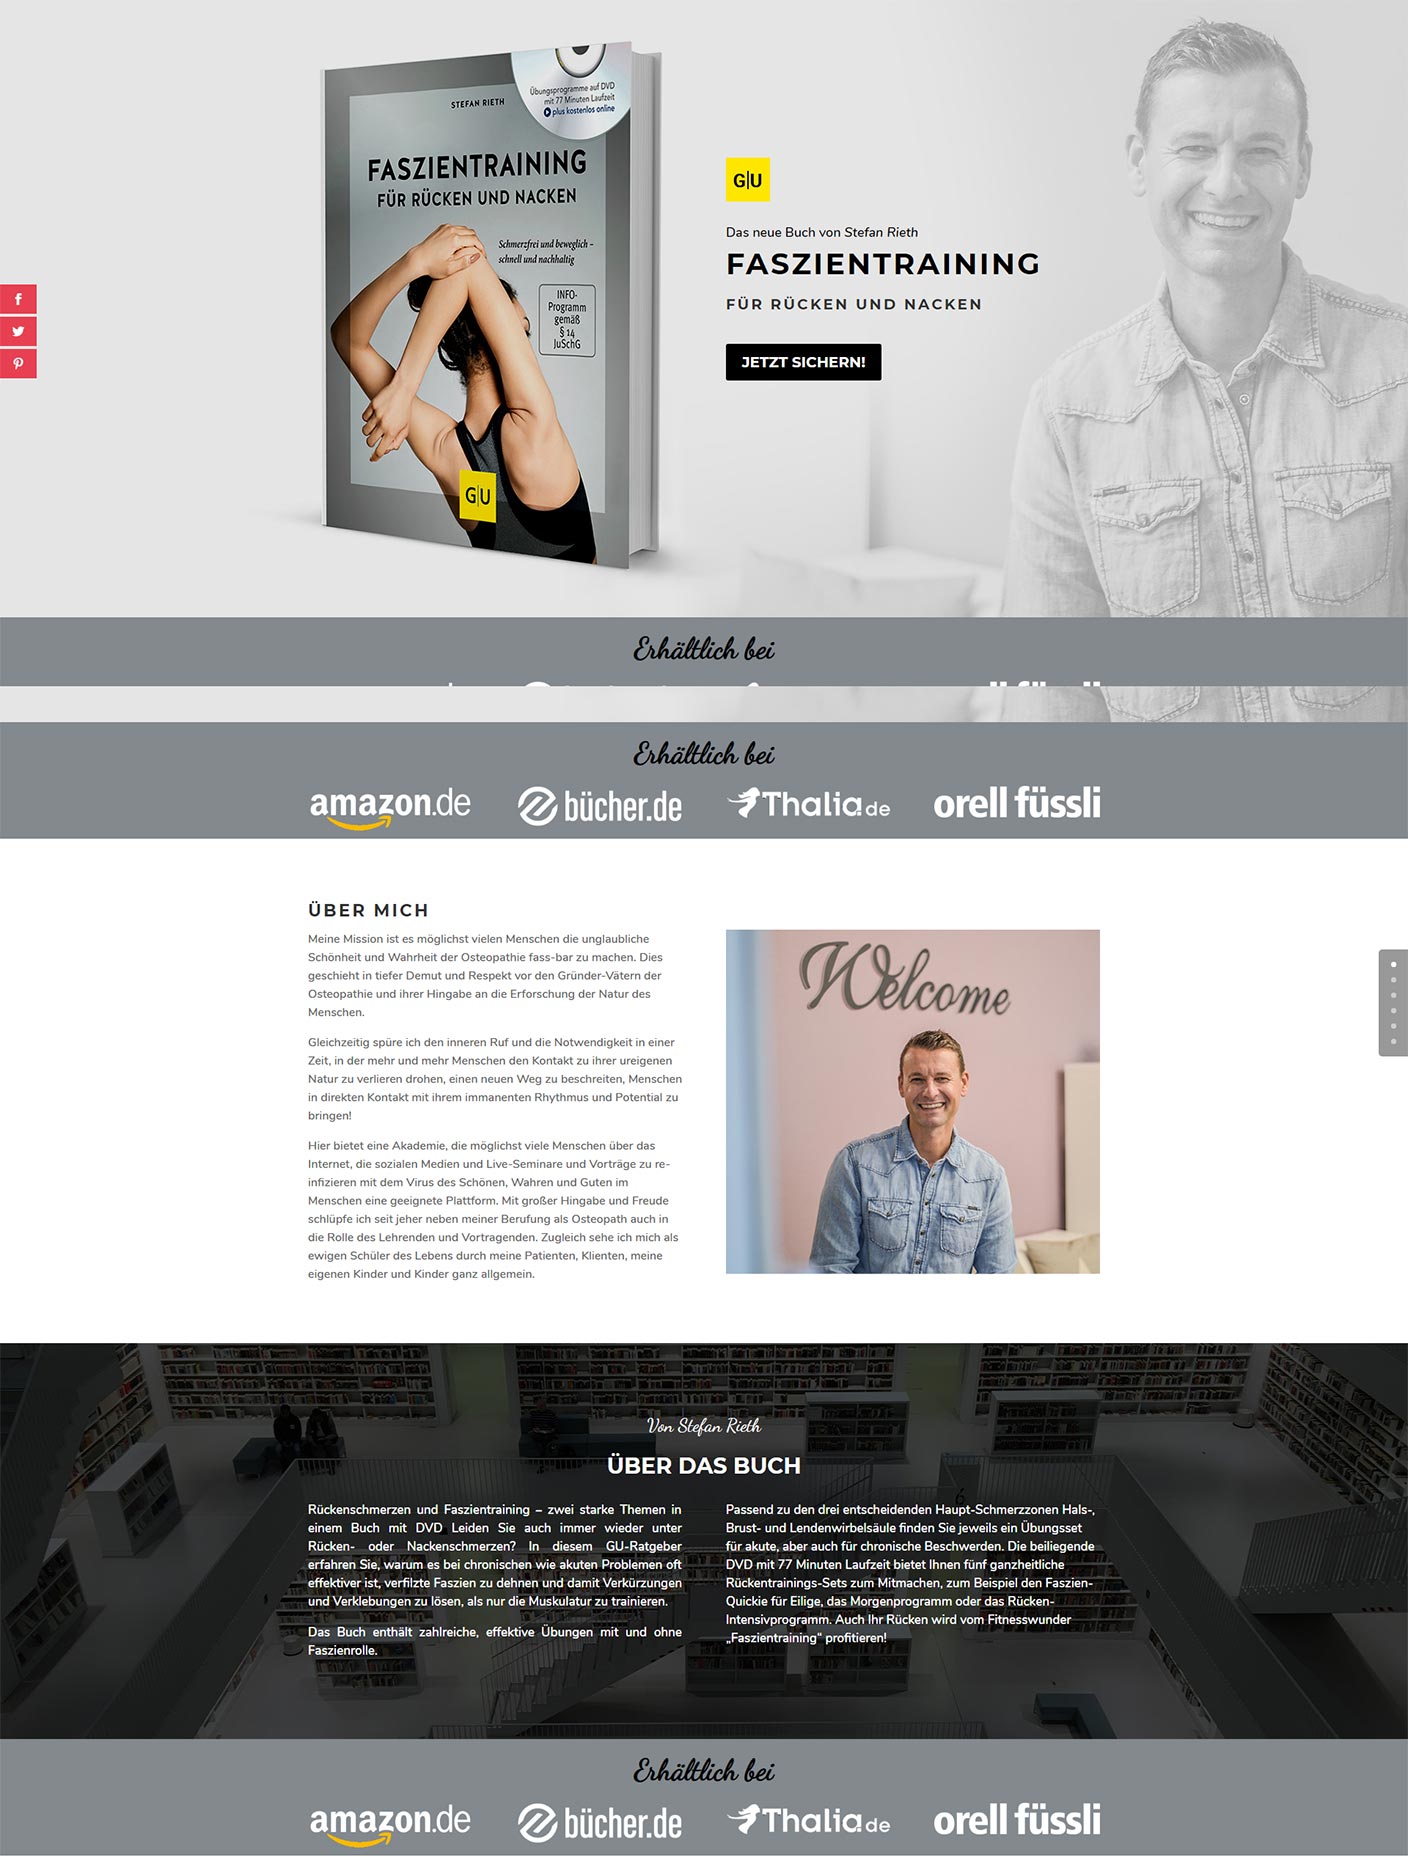 STEFAN RIETH
Übungsprogramme auf DVD
mit 77 Minuten Laufzeit
plus kostenlos online
FASZIENTRAINING
FÜR RÜCKEN UND NACKEN
Schmerzfrei und beweglich –
schnell und nachhaltig
INFO-
Programm
gemäß
§ 14
JuSchG
G|U
G|U
Das neue Buch von Stefan Rieth
FASZIENTRAINING
FÜR RÜCKEN UND NACKEN
JETZT SICHERN!
Erhältlich bei
orell füssli
Erhältlich bei
amazon.de
bücher.de
Thalia.de
orell füssli
ÜBER MICH
Meine Mission ist es möglichst vielen Menschen die unglaubliche
Schönheit und Wahrheit der Osteopathie fass-bar zu machen. Dies
geschieht in tiefer Demut und Respekt vor den Gründer-Vätern der
Osteopathie und ihrer Hingabe an die Erforschung der Natur des
Menschen.
Gleichzeitig spüre ich den inneren Ruf und die Notwendigkeit in einer
Zeit, in der mehr und mehr Menschen den Kontakt zu ihrer ureigenen
Natur zu verlieren drohen, einen neuen Weg zu beschreiten, Menschen
in direkten Kontakt mit ihrem immanenten Rhythmus und Potential zu
bringen!
Hier bietet eine Akademie, die möglichst viele Menschen über das
Internet, die sozialen Medien und Live-Seminare und Vorträge zu re-
infizieren mit dem Virus des Schönen, Wahren und Guten im
Menschen eine geeignete Plattform. Mit großer Hingabe und Freude
schlüpfe ich seit jeher neben meiner Berufung als Osteopath auch in
die Rolle des Lehrenden und Vortragenden. Zugleich sehe ich mich als
ewigen Schüler des Lebens durch meine Patienten, Klienten, meine
eigenen Kinder und Kinder ganz allgemein.
Welcome
Von Stefan Rieth
ÜBER DAS BUCH
Rückenschmerzen und Faszientraining – zwei starke Themen in
einem Buch mit DVD Leiden Sie auch immer wieder unter
Rücken- oder Nackenschmerzen? In diesem GU-Ratgeber
erfahren Sie, warum es bei chronischen wie akuten Problemen oft
effektiver ist, verfilzte Faszien zu dehnen und damit Verkürzungen
und Verklebungen zu lösen, als nur die Muskulatur zu trainieren.
Das Buch enthält zahlreiche, effektive Übungen mit und ohne
Faszienrolle.
Passend zu den drei entscheidenden Haupt-Schmerzzonen Hals-,
Brust- und Lendenwirbelsäule finden Sie jeweils ein Übungsset
für akute, aber auch für chronische Beschwerden. Die beiliegende
DVD mit 77 Minuten Laufzeit bietet Ihnen fünf ganzheitliche
Rückentrainings-Sets zum Mitmachen, zum Beispiel den Faszien-
Quickie für Eilige, das Morgenprogramm oder das Rücken-
Intensivprogramm. Auch Ihr Rücken wird vom Fitnesswunder
„Faszientraining“ profitieren!
6
Erhältlich bei
amazon.de
bücher.de
Thalia.de
orell füssli